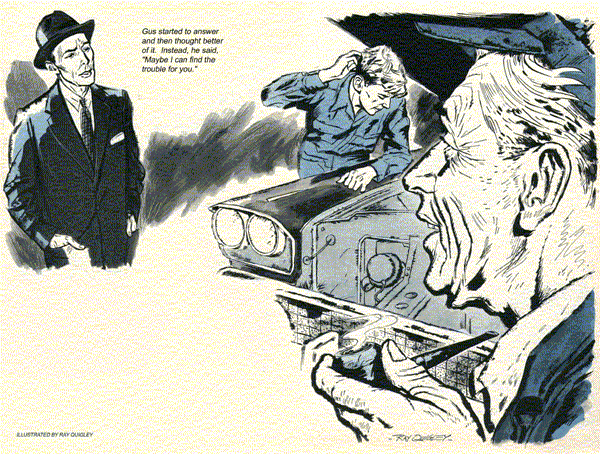 Gus started to answer
and then thought better
of it. Instead, he said,
"Maybe I can find the
trouble for you."
ILLUSTRATED BY RAY QUIGLEY
-RAY QUIGLEY-